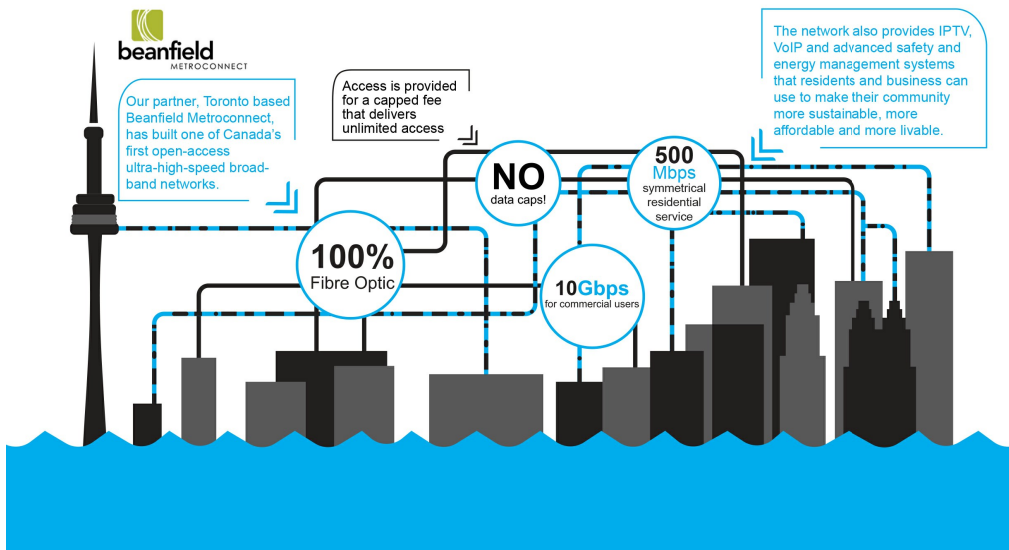 beanfield
METROCONNECT
Our partner, Toronto based
Beanfield Metroconnect,
has built one of Canada's
first open-access
ultra-high-speed broad-
band networks.
Access is provided
for a capped fee
that delivers
unlimited access
The network also provides IPTV,
VoIP and advanced safety and
energy management systems
that residents and business can
use to make their community
more sustainable, more
affordable and more livable.
NO
data caps!
500
Mbps
symmetrical
residential
service
100%
Fibre Optic
10Gbps
for commercial users